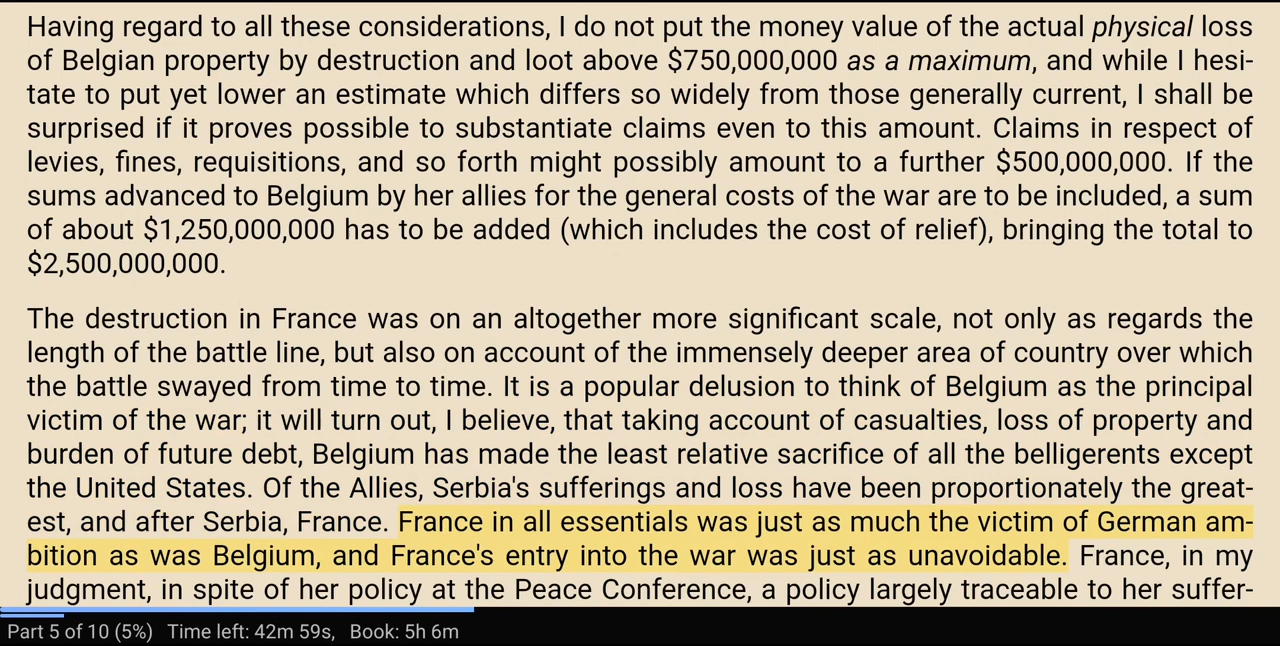 Having regard to all these considerations, I do not put the money value of the actual physical loss
of Belgian property by destruction and loot above $750,000,000 as a maximum, and while I hesi-
tate to put yet lower an estimate which differs so widely from those generally current, I shall be
surprised if it proves possible to substantiate claims even to this amount. Claims in respect of
levies, fines, requisitions, and so forth might possibly amount to a further $500,000,000. If the
sums advanced to Belgium by her allies for the general costs of the war are to be included, a sum
of about $1,250,000,000 has to be added (which includes the cost of relief), bringing the total to
$2,500,000,000.
The destruction in France was on an altogether more significant scale, not only as regards the
length of the battle line, but also on account of the immensely deeper area of country over which
the battle swayed from time to time. It is a popular delusion to think of Belgium as the principal
victim of the war; it will turn out, I believe, that taking account of casualties, loss of property and
burden of future debt, Belgium has made the least relative sacrifice of all the belligerents except
the United States. Of the Allies, Serbia's sufferings and loss have been proportionately the great-
est, and after Serbia, France. France in all essentials was just as much the victim of German am-
bition as was Belgium, and France's entry into the war was just as unavoidable. France, in my
judgment, in spite of her policy at the Peace Conference, a policy largely traceable to her suffer-
Part 5 of 10 (5%) Time left: 42m 59s, Book: 5h 6m